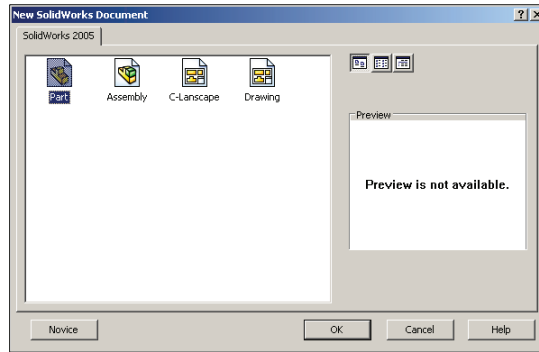 New SolidWorks Document
SolidWorks 2005
Part Assembly C-Lanscape Drawing
Preview
Preview is not available.
Novice OK Cancel Help